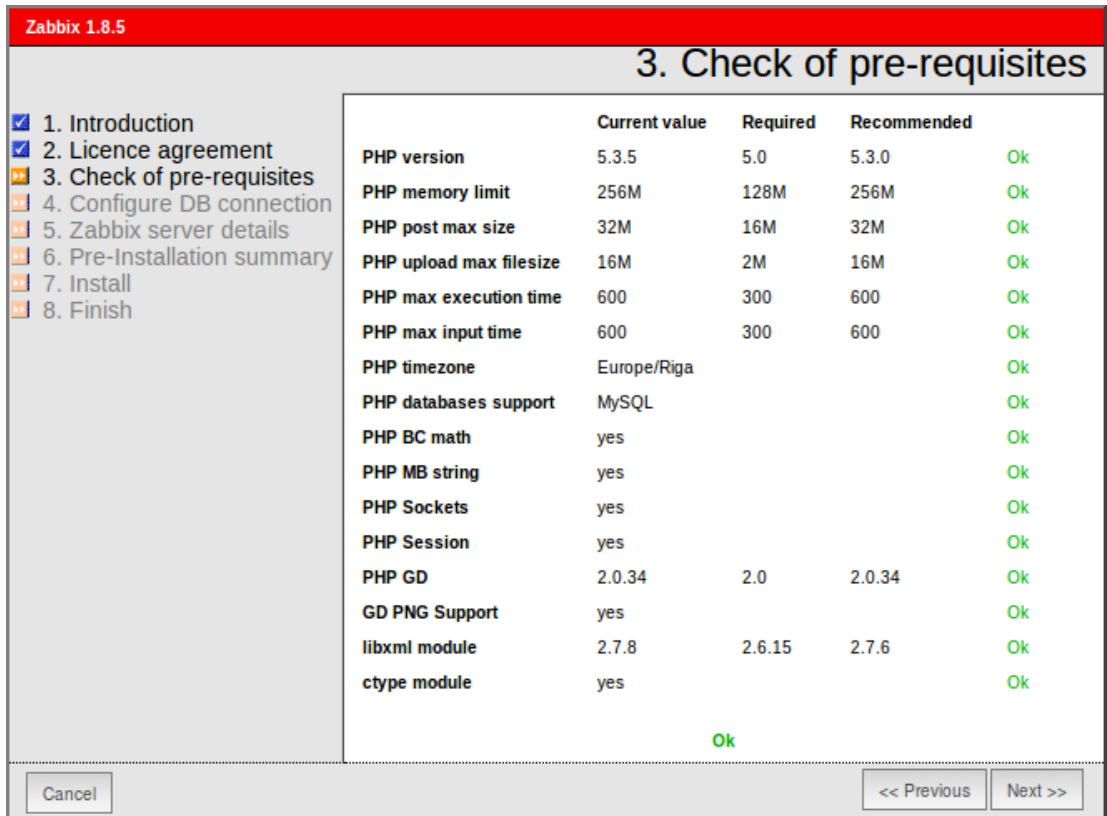 Zabbix 1.8.5
3. Check of pre-requisites
1. Introduction
2. Licence agreement
3. Check of pre-requisites
4. Configure DB connection
5. Zabbix server details
6. Pre-Installation summary
7. Install
8. Finish
Current value Required Recommended
PHP version 5.3.5 5.0 5.3.0 Ok
PHP memory limit 256M 128M 256M Ok
PHP post max size 32M 16M 32M Ok
PHP upload max filesize 16M 2M 16M Ok
PHP max execution time 600 300 600 Ok
PHP max input time 600 300 600 Ok
PHP timezone Europe/Riga Ok
PHP databases support MySQL Ok
PHP BC math yes Ok
PHP MB string yes Ok
PHP Sockets yes Ok
PHP Session yes Ok
PHP GD 2.0.34 2.0 2.0.34 Ok
GD PNG Support yes Ok
libxml module 2.7.8 2.6.15 2.7.6 Ok
ctype module yes Ok
Ok
Cancel << Previous Next >>